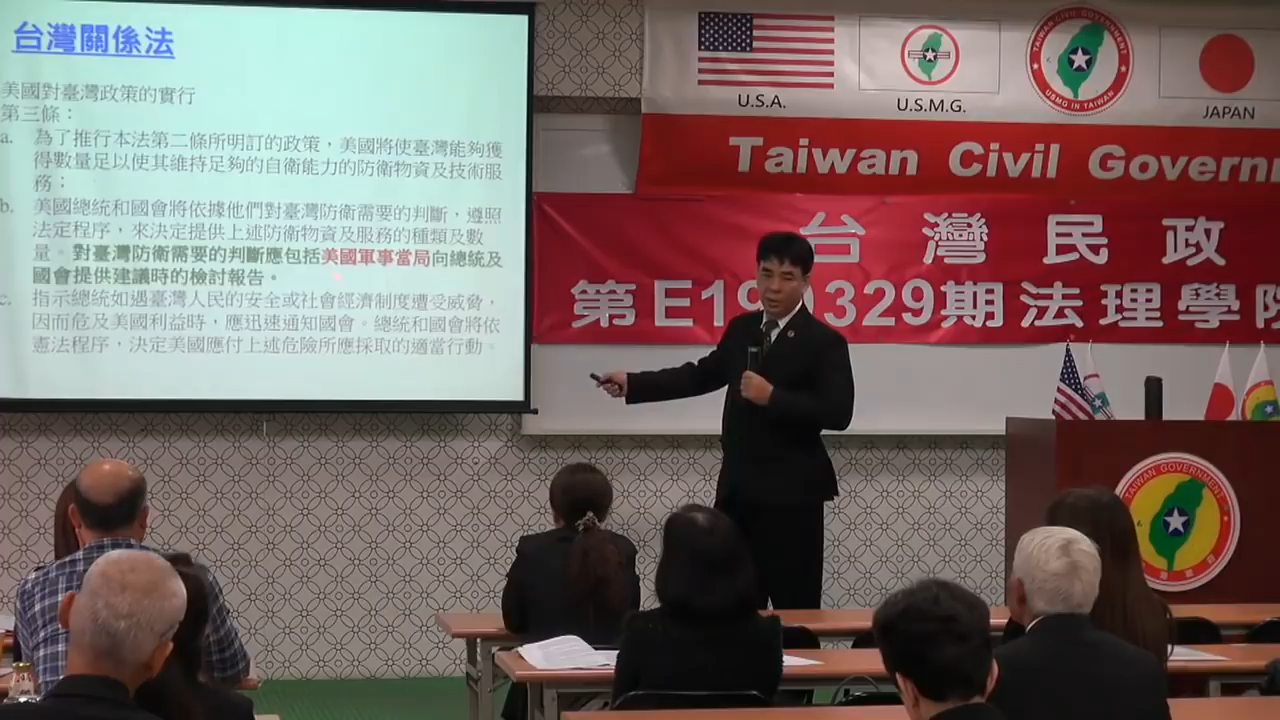 台灣關係法
美國對臺灣政策的實行
第三條：
a. 為了推行本法第二條所明訂的政策，美國將使臺灣能夠獲
得數量足以使其維持足夠的自衛能力的防衛物資及技術服
務；
b. 美國總統和國會將依據他們對臺灣防衛需要的判斷，遵照
法定程序，來決定提供上述防衛物資及服務的種類及數
量。對臺灣防衛需要的判斷應包括美國軍事當局向總統及
國會提供建議時的檢討報告。
c. 指示總統如遇臺灣人民的安全或社會經濟制度遭受威脅，
因而危及美國利益時，應迅速通知國會。總統和國會將依
憲法程序，決定美國應付上述危險所應採取的適當行動。
U.S.A.
U.S.M.G.
TAIWAN CIVIL GOVERNMENT
USMG IN TAIWAN
JAPAN
Taiwan Civil Governm
台灣民政
第E190329期法理學院
TAIWAN GOVERNMENT